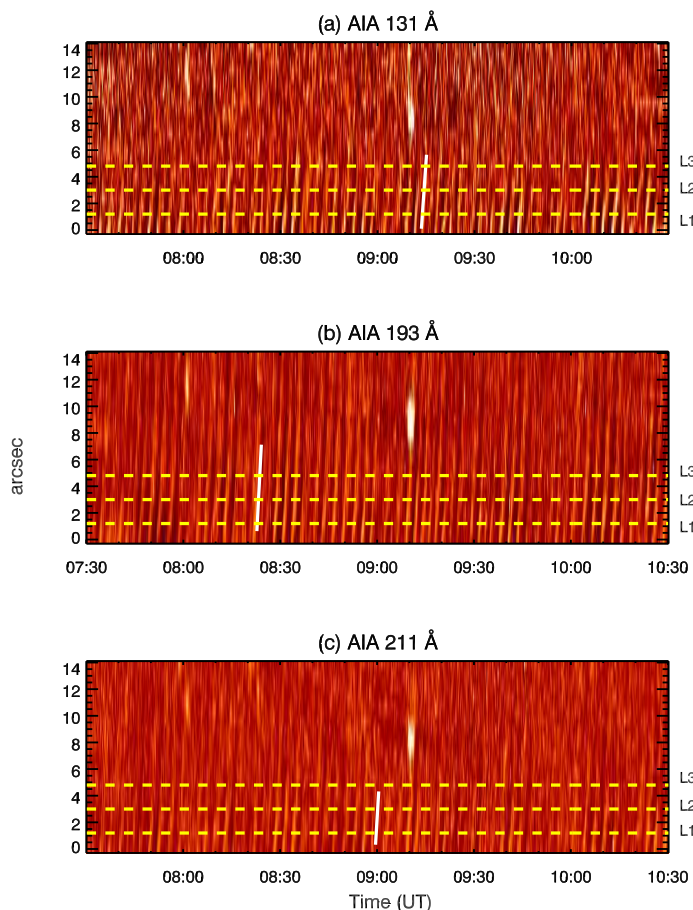 (a) AIA 131 Å
14
12
10
8
6
4
2
0
L3
L2
L1
08:00 08:30 09:00 09:30 10:00
(b) AIA 193 Å
14
12
10
8
6
4
2
0
L3
L2
L1
arcsec
07:30 08:00 08:30 09:00 09:30 10:00 10:30
(c) AIA 211 Å
14
12
10
8
6
4
2
0
L3
L2
L1
08:00 08:30 09:00 09:30 10:00 10:30
Time (UT)